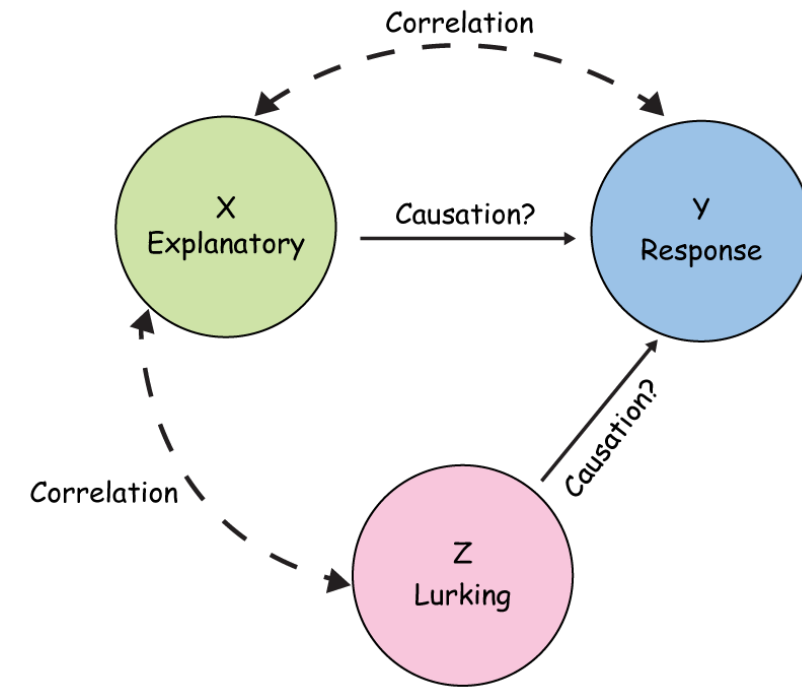 Correlation
X
Explanatory
Causation?
Y
Response
Causation?
Correlation
Z
Lurking